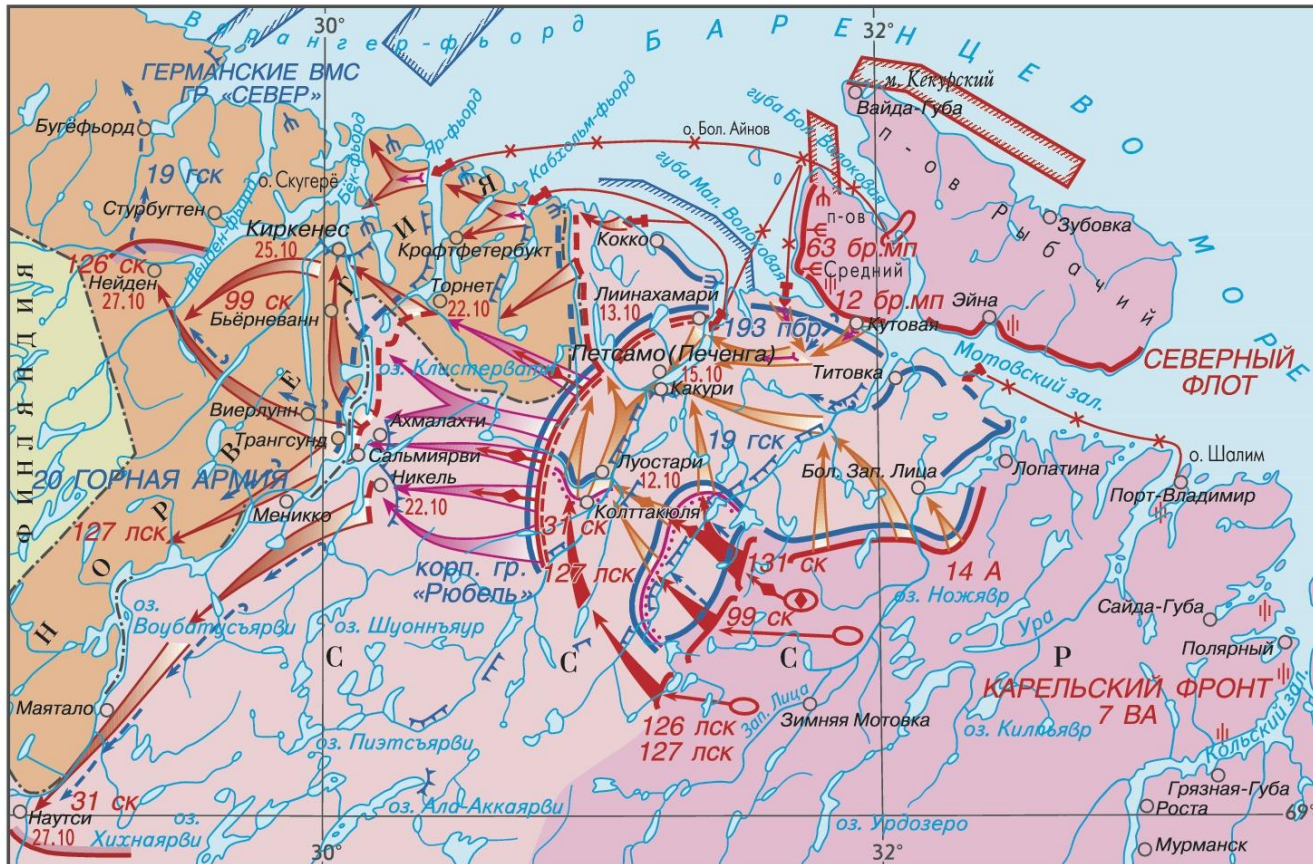 30°
32°
Варангер-фьорд
БАРЕНЦЕВО МОРЕ
ГЕРМАНСКИЕ ВМС
ГР. «СЕВЕР»
м. Кекурский
Вайда-Губа
Бугёфьорд
Бёк-фьорд
Яр-фьорд
Кабхольм-фьорд
о. Бол. Айнов
губа Бол. Волоковая
губа Мал. Волоковая
п-ов Рыбачий
19 гск
о. Скугерё
Стурбугтен
Нейден-фьорд
Киркенес
25.10
Крофтфетербукт
Кокко
п-ов
Средний
63 бр.мп
12 бр.мп
Зубовка
Эйна
126 ск
Нейден
27.10
99 ск
Бьёрневанн
Торнет
22.10
Лиинахамари
13.10
193 пбр.
Кутовая
СЕВЕРНЫЙ
ФЛОТ
Мотовский зал.
Петсамо (Печенга)
15.10
Какури
Титовка
оз. Клистерватн
НОРВЕГИЯ
ФИНЛЯНДИЯ
Виерлунн
Ахмалахти
Трангсунд
Сальмиярви
19 гск
о. Шалим
20 ГОРНАЯ АРМИЯ
Никель
22.10
Луостари
12.10
Бол. Зап. Лица
Лопатина
Порт-Владимир
Меникко
Колттакюля
127 лск
31 ск
корп. гр.
«Рюбель»
127 лск
131 ск
14 А
99 ск
оз. Ножявр
оз.
Воубатусъярви
оз. Шуоннъяур
Ура
Сайда-Губа
Полярный
С С С Р
КАРЕЛЬСКИЙ ФРОНТ
7 ВА
Маятало
126 лск
127 лск
Зап. Лица
Зимняя Мотовка
оз. Килпъявр
Кольский зал.
оз. Пиэтсъярви
31 ск
Наутси
27.10
оз.
Хихнаярви
оз. Ала-Аккаярви
оз. Урдозеро
Грязная-Губа
Роста
69°
Мурманск
30°
32°